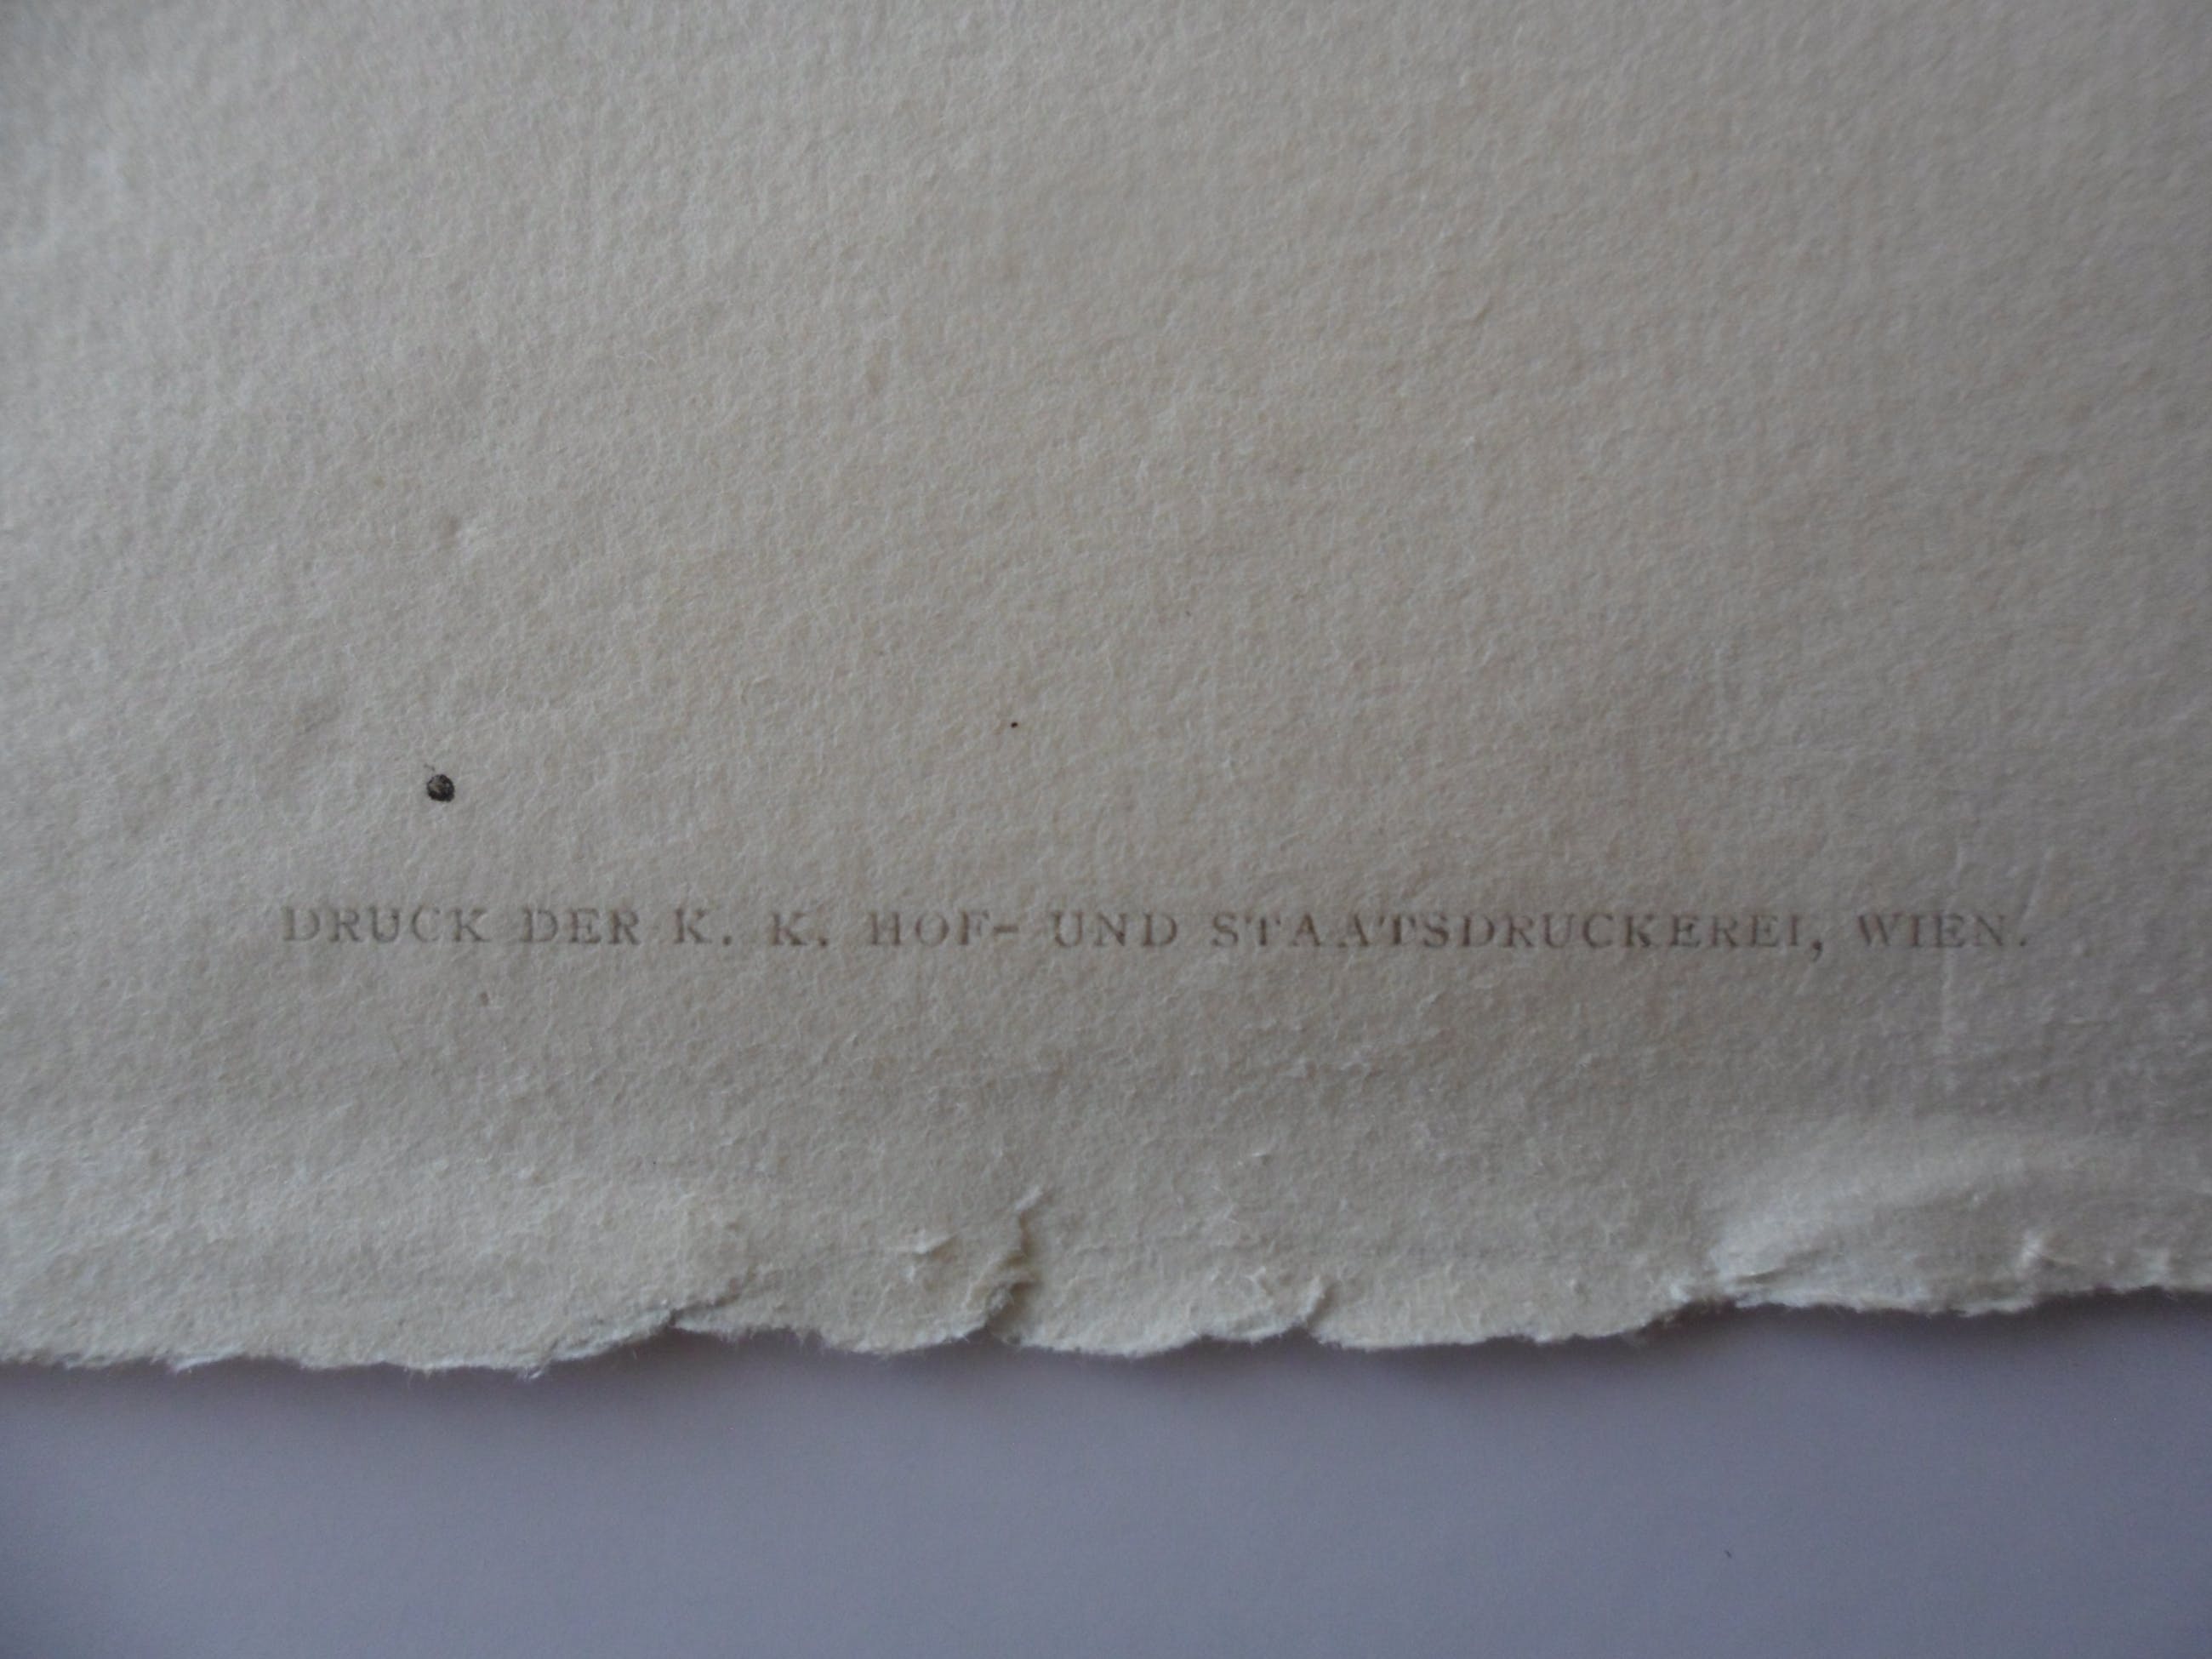 DRUCK DER K. K. HOF- UND STAATSDRUCKEREI, WIEN.